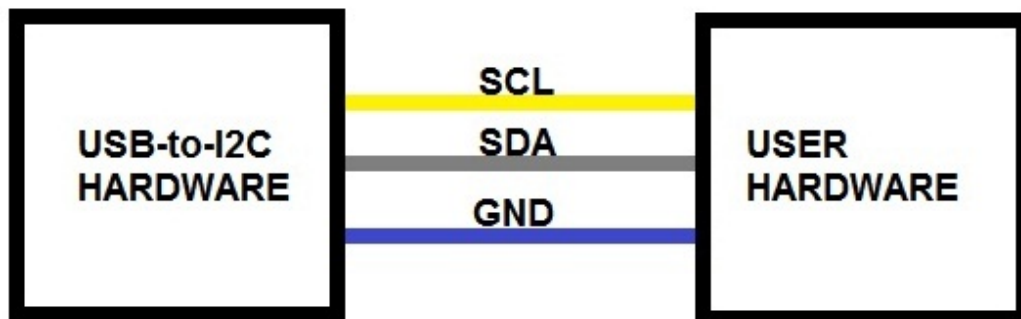 USB-to-I2C
HARDWARE
SCL
SDA
GND
USER
HARDWARE